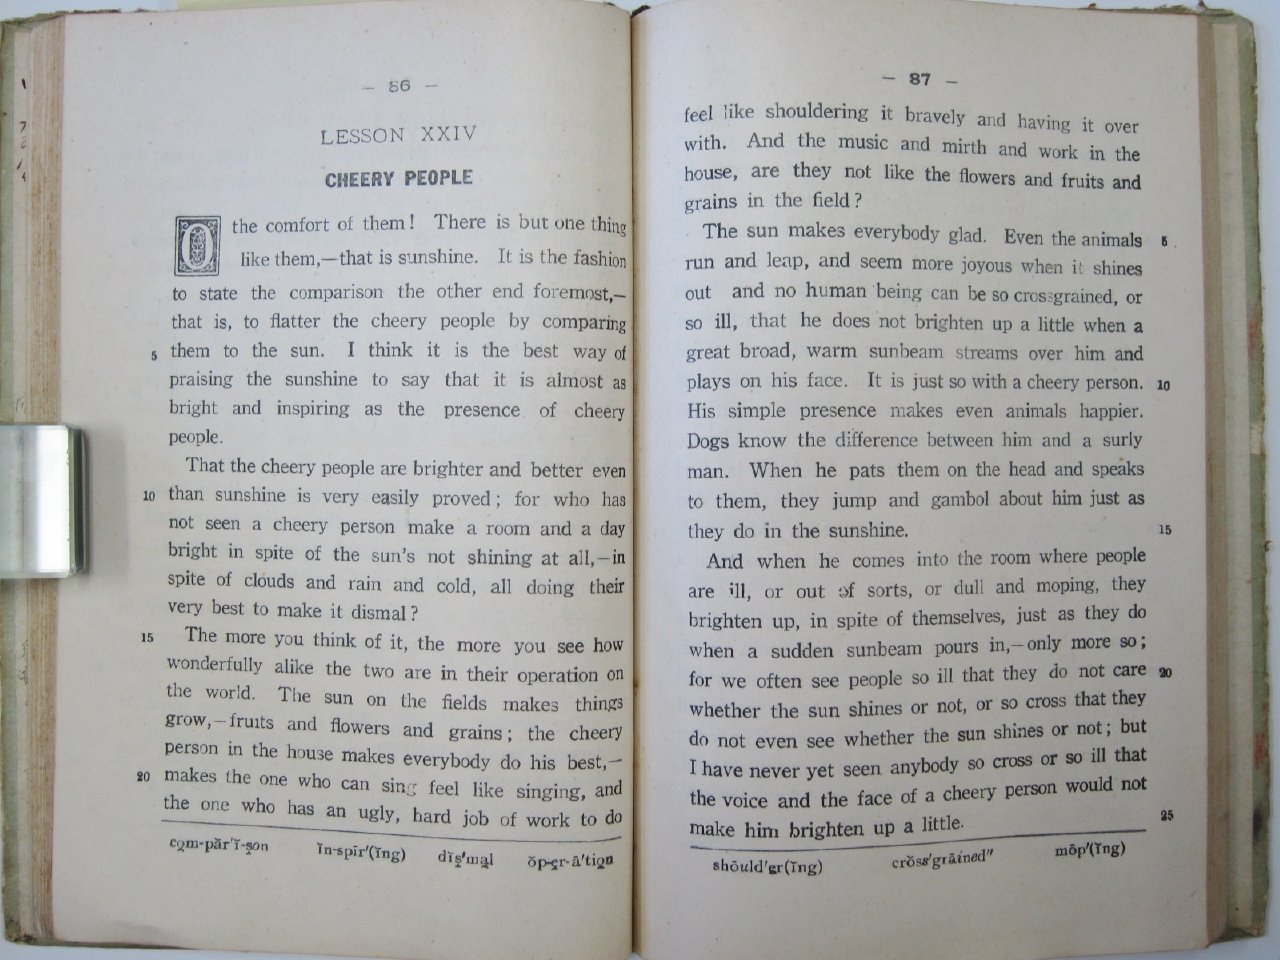 — 86 —
LESSON XXIV
CHEERY PEOPLE
O the comfort of them! There is but one thing
like them,—that is sunshine. It is the fashion
to state the comparison the other end foremost,—
that is, to flatter the cheery people by comparing
5 them to the sun. I think it is the best way of
praising the sunshine to say that it is almost as
bright and inspiring as the presence of cheery
people.
That the cheery people are brighter and better even
10 than sunshine is very easily proved; for who has
not seen a cheery person make a room and a day
bright in spite of the sun's not shining at all,—in
spite of clouds and rain and cold, all doing their
very best to make it dismal?
15 The more you think of it, the more you see how
wonderfully alike the two are in their operation on
the world. The sun on the fields makes things
grow,—fruits and flowers and grains; the cheery
person in the house makes everybody do his best,—
20 makes the one who can sing feel like singing, and
the one who has an ugly, hard job of work to do
co̤m-păr'ĭ-s̤o̤n ĭn-spīr'(ĭng) dĭs̤'ma̤l ŏp-e̤r-ā'tio̤n
— 87 —
feel like shouldering it bravely and having it over
with. And the music and mirth and work in the
house, are they not like the flowers and fruits and
grains in the field?
The sun makes everybody glad. Even the animals 5
run and leap, and seem more joyous when it shines
out and no human being can be so crossgrained, or
so ill, that he does not brighten up a little when a
great broad, warm sunbeam streams over him and
plays on his face. It is just so with a cheery person. 10
His simple presence makes even animals happier.
Dogs know the difference between him and a surly
man. When he pats them on the head and speaks
to them, they jump and gambol about him just as
they do in the sunshine. 15
And when he comes into the room where people
are ill, or out of sorts, or dull and moping, they
brighten up, in spite of themselves, just as they do
when a sudden sunbeam pours in,—only more so;
for we often see people so ill that they do not care 20
whether the sun shines or not, or so cross that they
do not even see whether the sun shines or not; but
I have never yet seen anybody so cross or so ill that
the voice and the face of a cheery person would not
make him brighten up a little. 25
shōuld'e̤r(ĭng) crŏss'grāined" mōp'(ĭng)